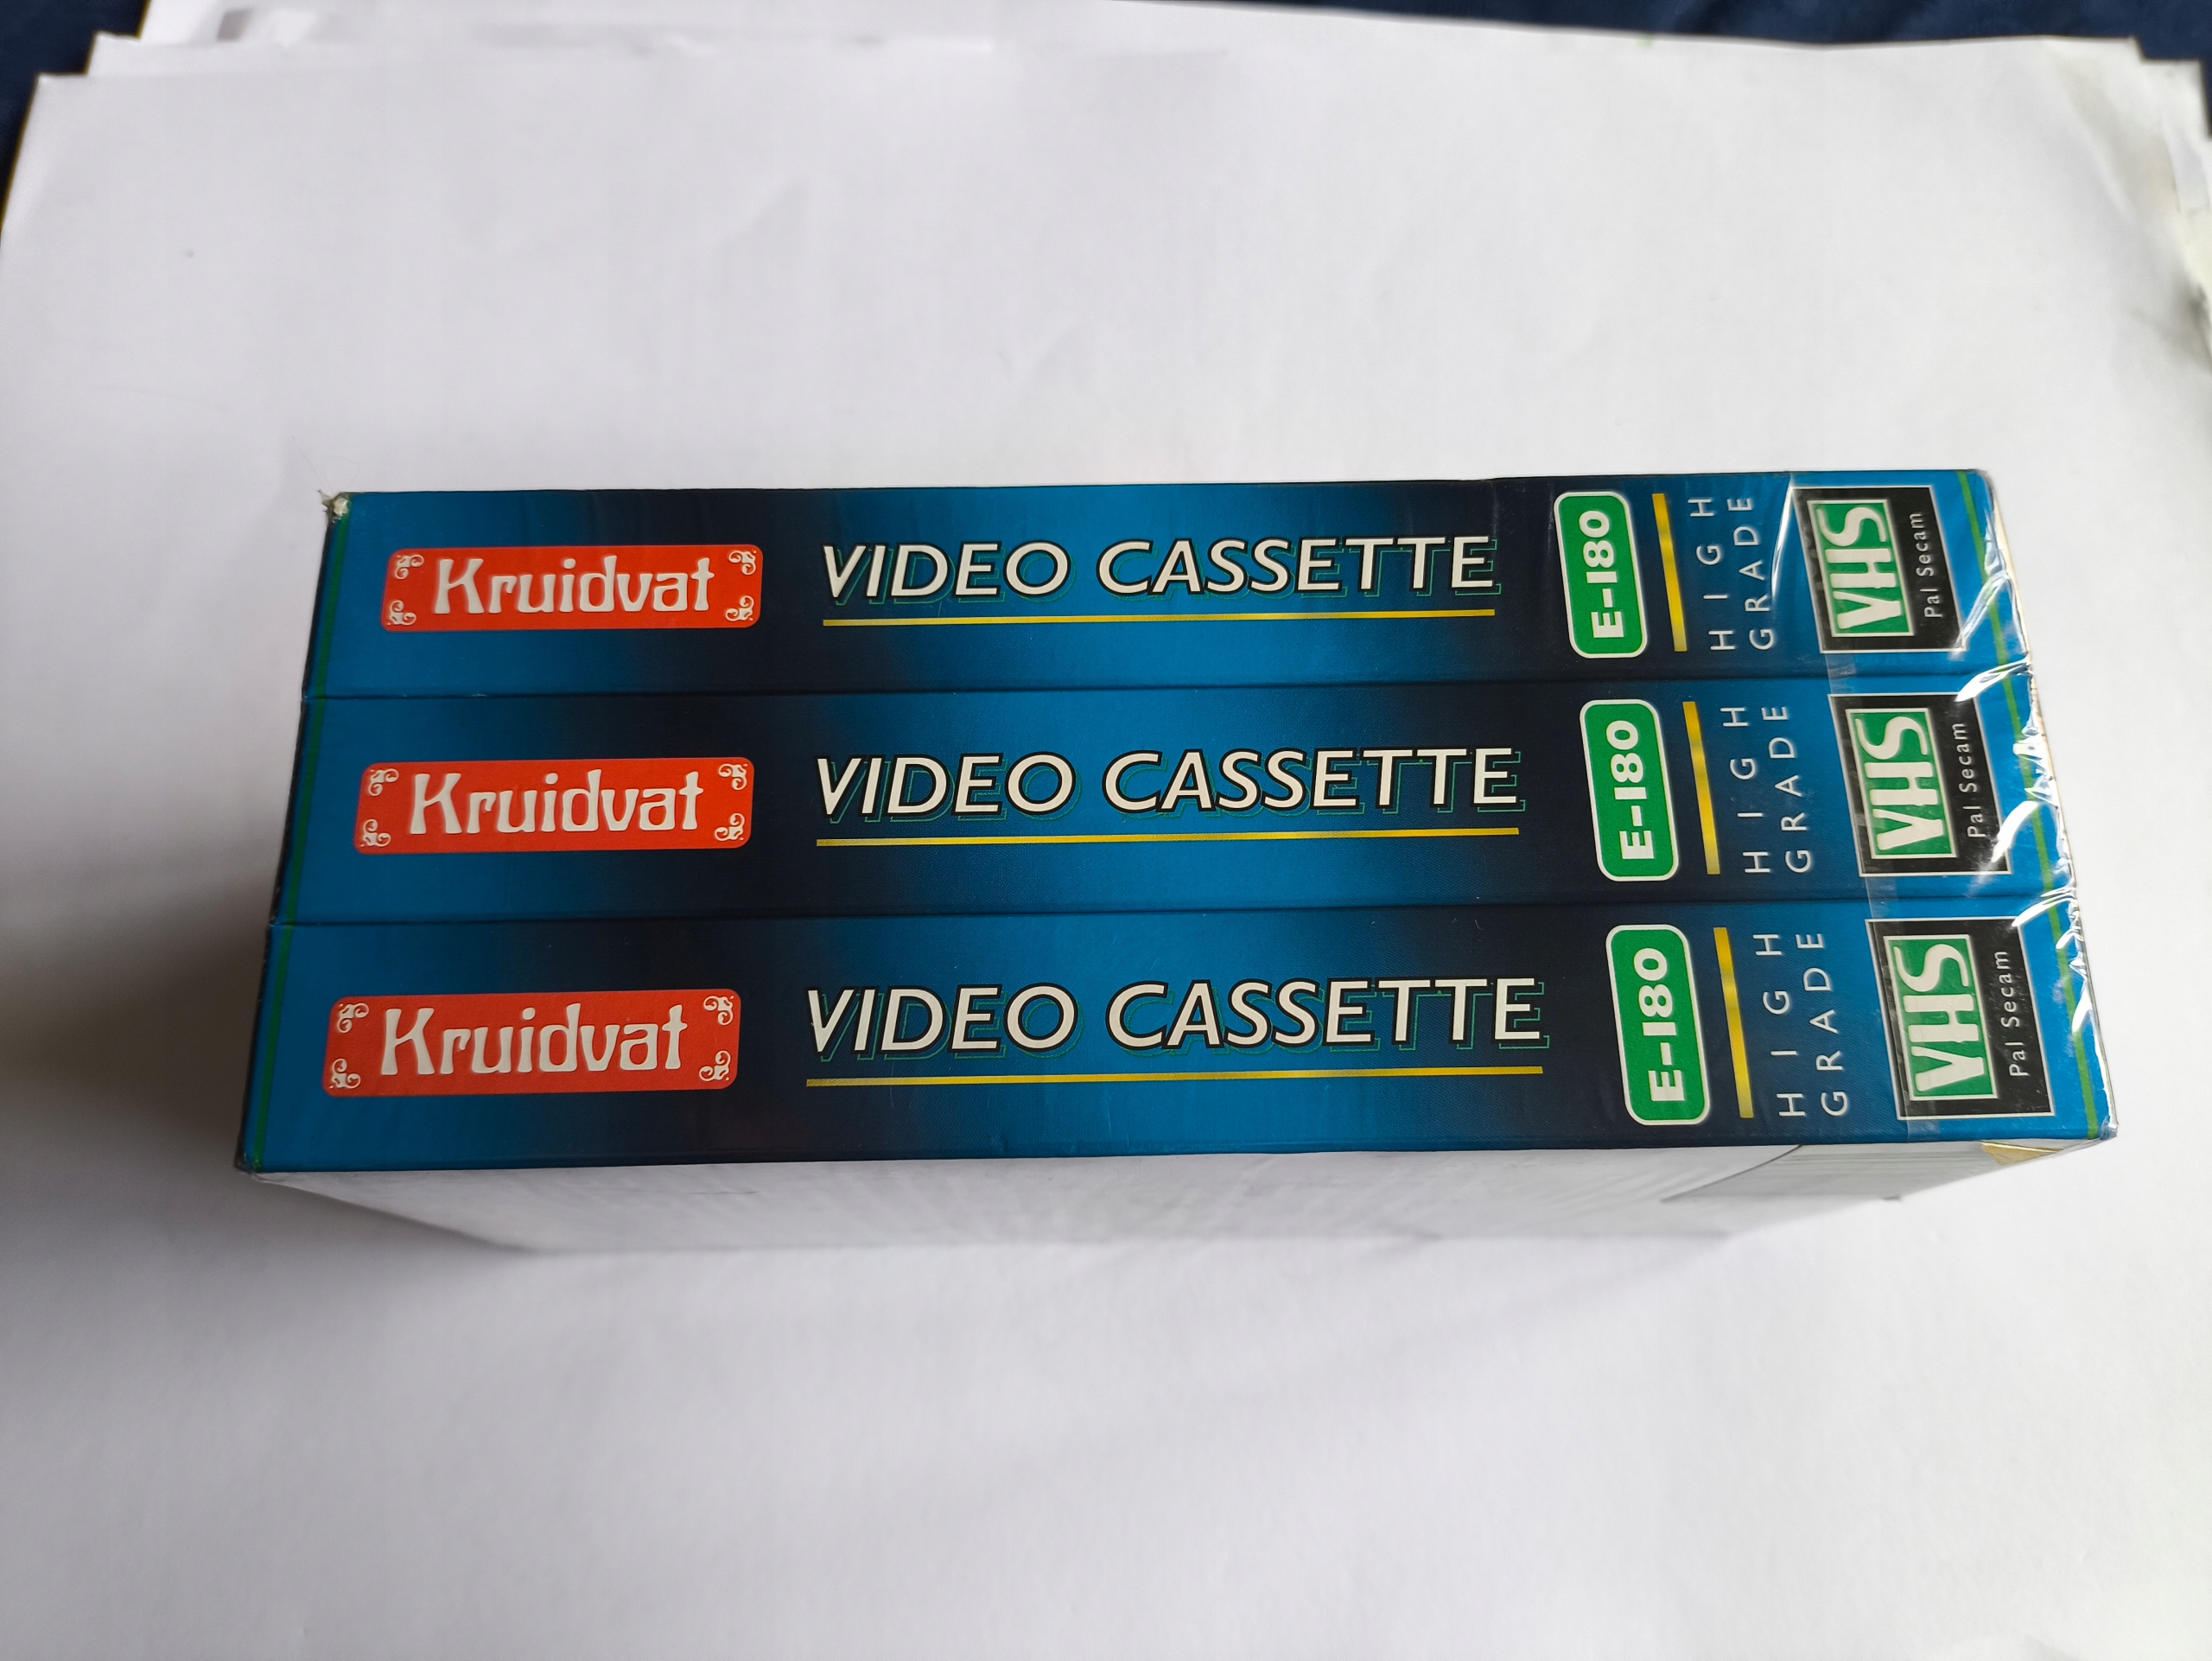 Kruidvat
VIDEO CASSETTE
E-180
HIGH
GRADE
VHS
Pal Secam
Kruidvat
VIDEO CASSETTE
E-180
HIGH
GRADE
VHS
Pal Secam
Kruidvat
VIDEO CASSETTE
E-180
HIGH
GRADE
VHS
Pal Secam